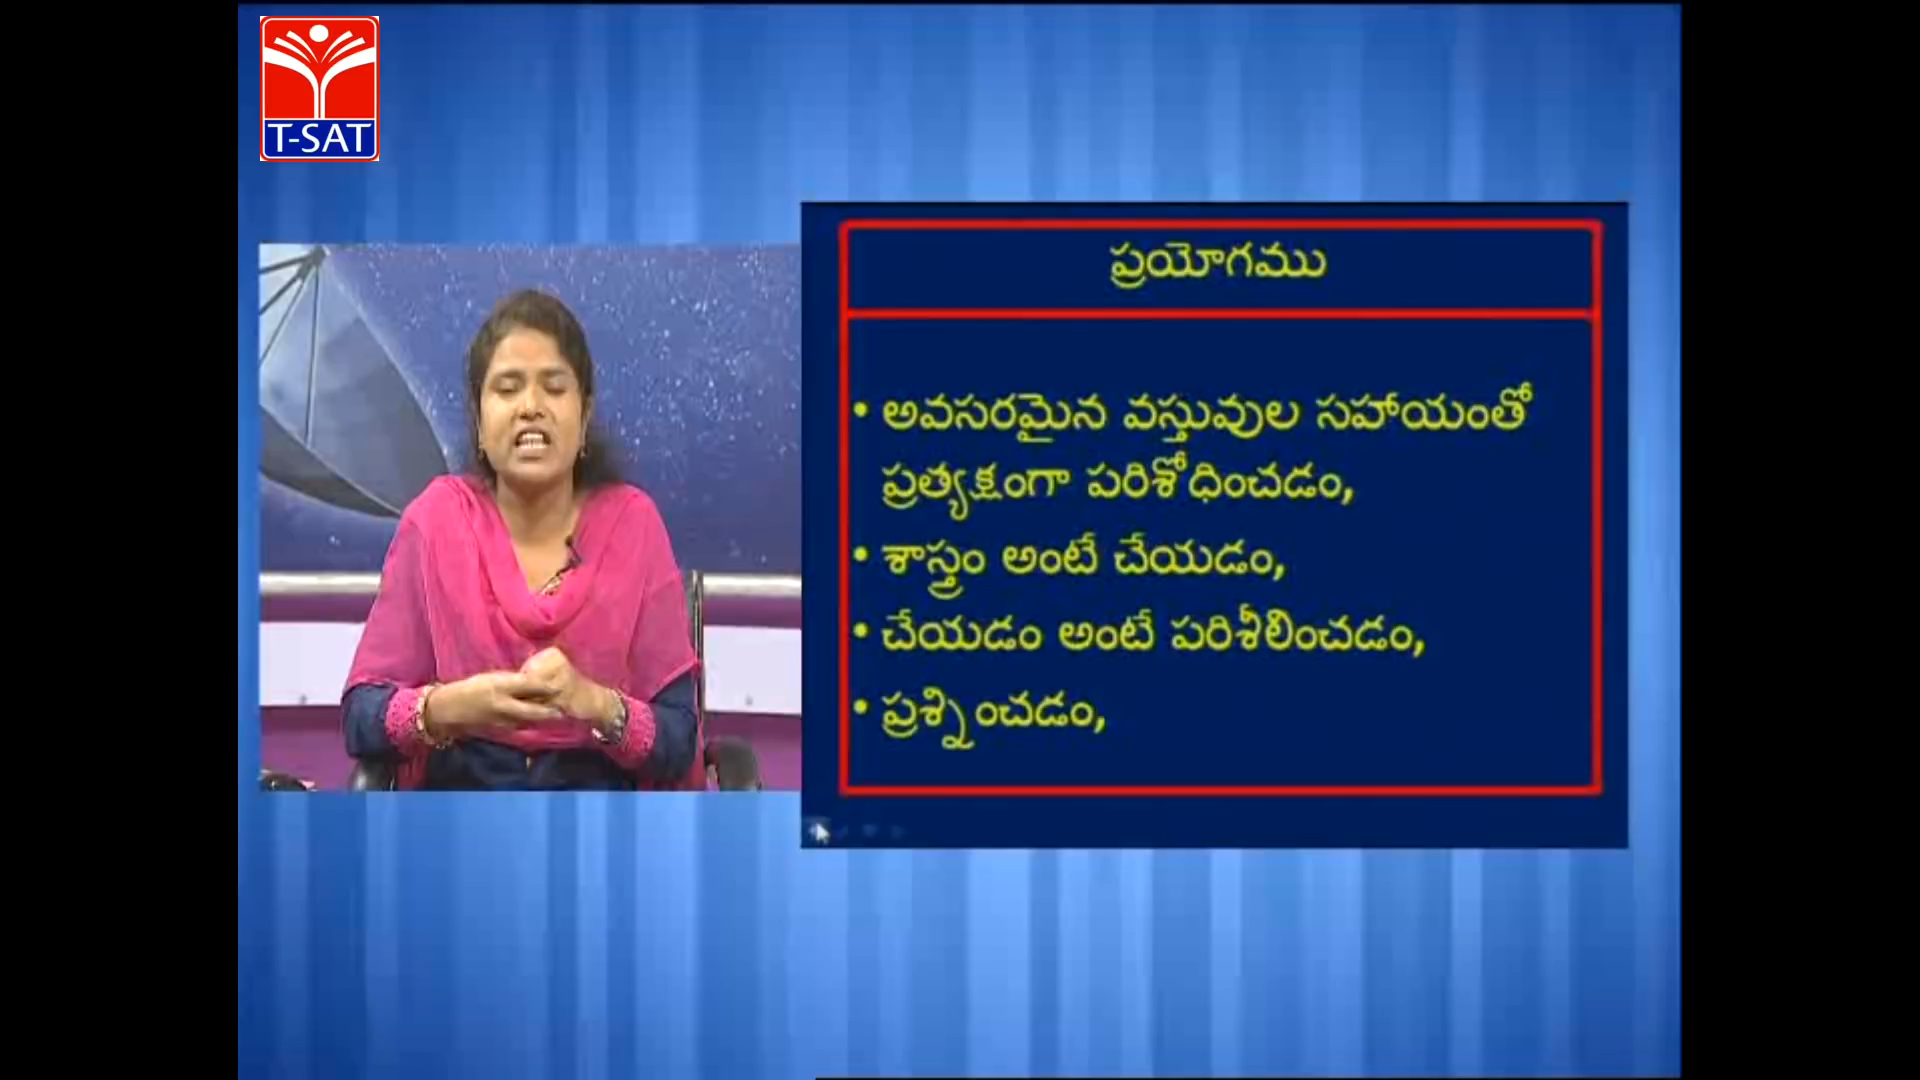 T-SAT
ప్రయోగము
• అవసరమైన వస్తువుల సహాయంతో
ప్రత్యక్షంగా పరిశోధించడం,
• శాస్త్రం అంటే చేయడం,
• చేయడం అంటే పరిశీలించడం,
• ప్రశ్నించడం,